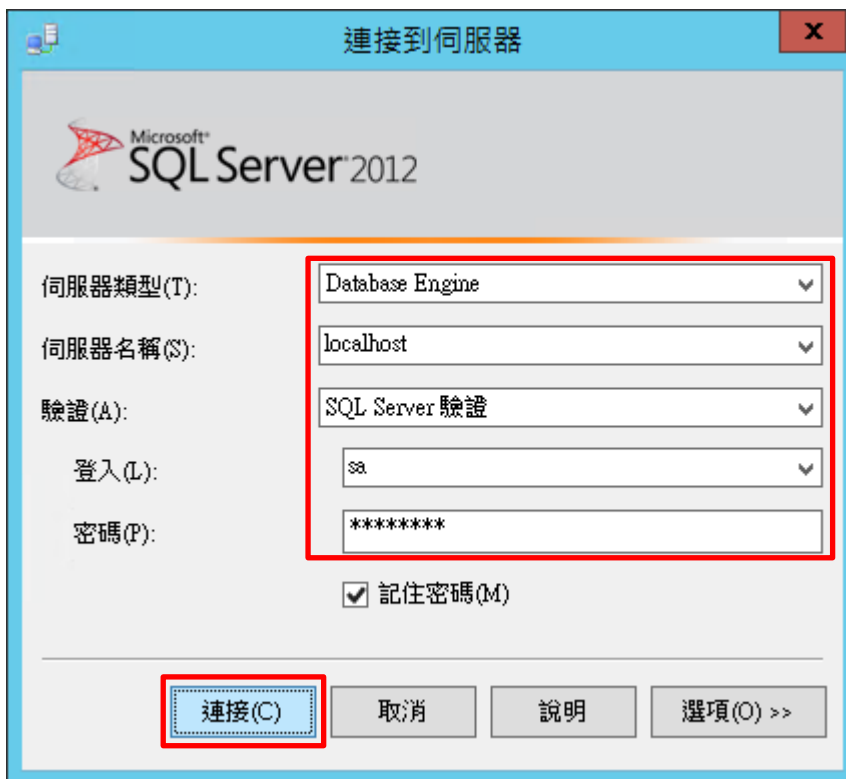 連接到伺服器
x
Microsoft®
SQL Server® 2012
伺服器類型(T): Database Engine
伺服器名稱(S): localhost
驗證(A): SQL Server 驗證
登入(L): sa
密碼(P): ********
記住密碼(M)
連接(C) 取消 說明 選項(O) >>